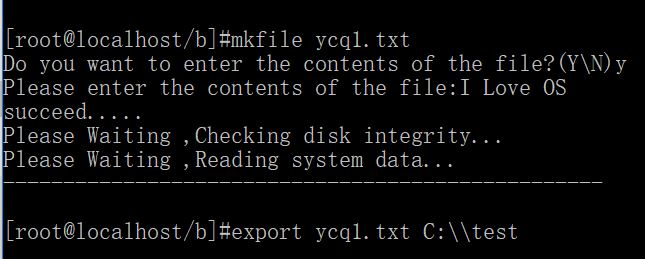 [root@localhost/b]#mkfile ycq1.txt
Do you want to enter the contents of the file?(Y\N)y
Please enter the contents of the file:I Love OS
succeed.....
Please Waiting ,Checking disk integrity...
Please Waiting ,Reading system data...
--------------------------------------------------
[root@localhost/b]#export ycq1.txt C:\\test